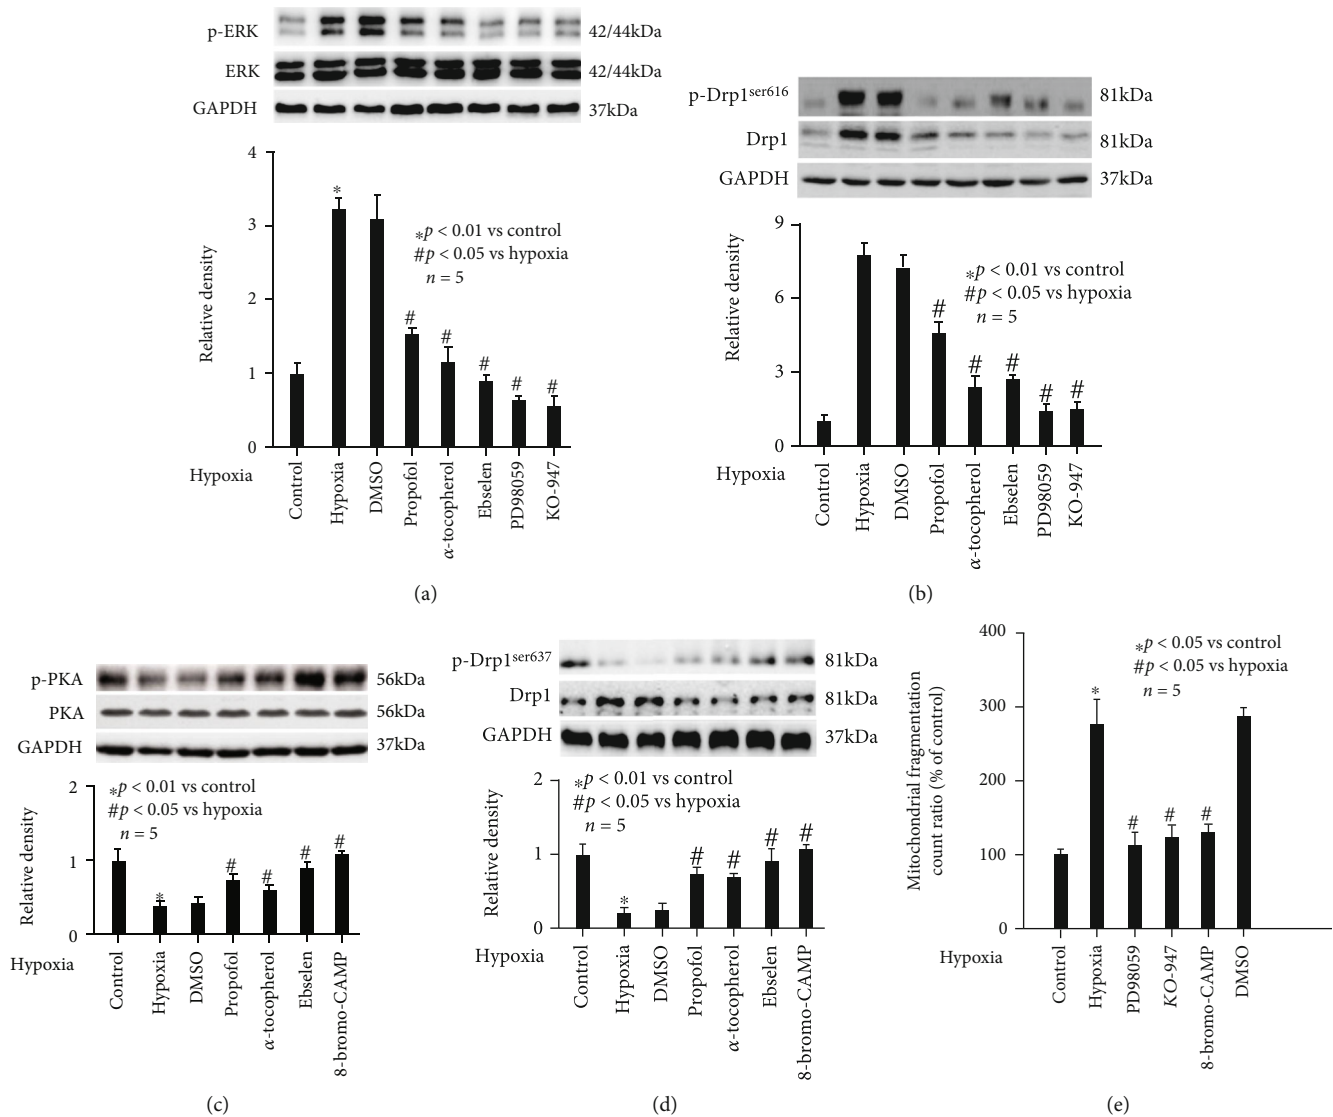 p-ERK 42/44kDa
ERK 42/44kDa
GAPDH 37kDa
4
3
2
1
0
Relative density
*
#
#
#
#
#
*p < 0.01 vs control
#p < 0.05 vs hypoxia
n = 5
Hypoxia
Control
Hypoxia
DMSO
Propofol
α-tocopherol
Ebselen
PD98059
KO-947
(a)
p-Drp1ser616 81kDa
Drp1 81kDa
GAPDH 37kDa
9
6
3
0
Relative density
#
#
#
#
#
*p < 0.01 vs control
#p < 0.05 vs hypoxia
n = 5
Hypoxia
Control
Hypoxia
DMSO
Propofol
α-tocopherol
Ebselen
PD98059
KO-947
(b)
p-PKA 56kDa
PKA 56kDa
GAPDH 37kDa
2
1
0
Relative density
*p < 0.01 vs control
#p < 0.05 vs hypoxia
n = 5
*
#
#
#
#
Hypoxia
Control
Hypoxia
DMSO
Propofol
α-tocopherol
Ebselen
8-bromo-CAMP
(c)
p-Drp1ser637 81kDa
Drp1 81kDa
GAPDH 37kDa
2
1
0
Relative density
*p < 0.01 vs control
#p < 0.05 vs hypoxia
n = 5
*
#
#
#
#
Hypoxia
Control
Hypoxia
DMSO
Propofol
α-tocopherol
Ebselen
8-bromo-CAMP
(d)
400
300
200
100
0
Mitochondrial fragmentation
count ratio (% of control)
*p < 0.05 vs control
#p < 0.05 vs hypoxia
n = 5
*
#
#
#
Hypoxia
Control
Hypoxia
PD98059
KO-947
8-bromo-CAMP
DMSO
(e)